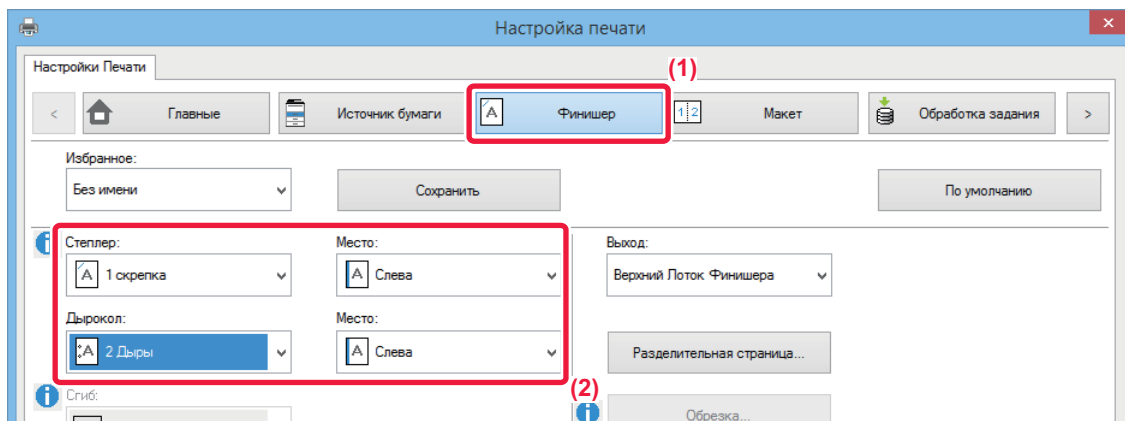 Настройка печати
Настройки Печати
(1)
< Главные Источник бумаги A Финишер 1 2 Макет Обработка задания >
Избранное:
Без имени Сохранить По умолчанию
Степлер: Место: Выход:
A 1 скрепка A Слева Верхний Лоток Финишера
Дырокол: Место:
A 2 Дыры A Слева Разделительная страница...
(2)
Сгиб:
Обрезка...